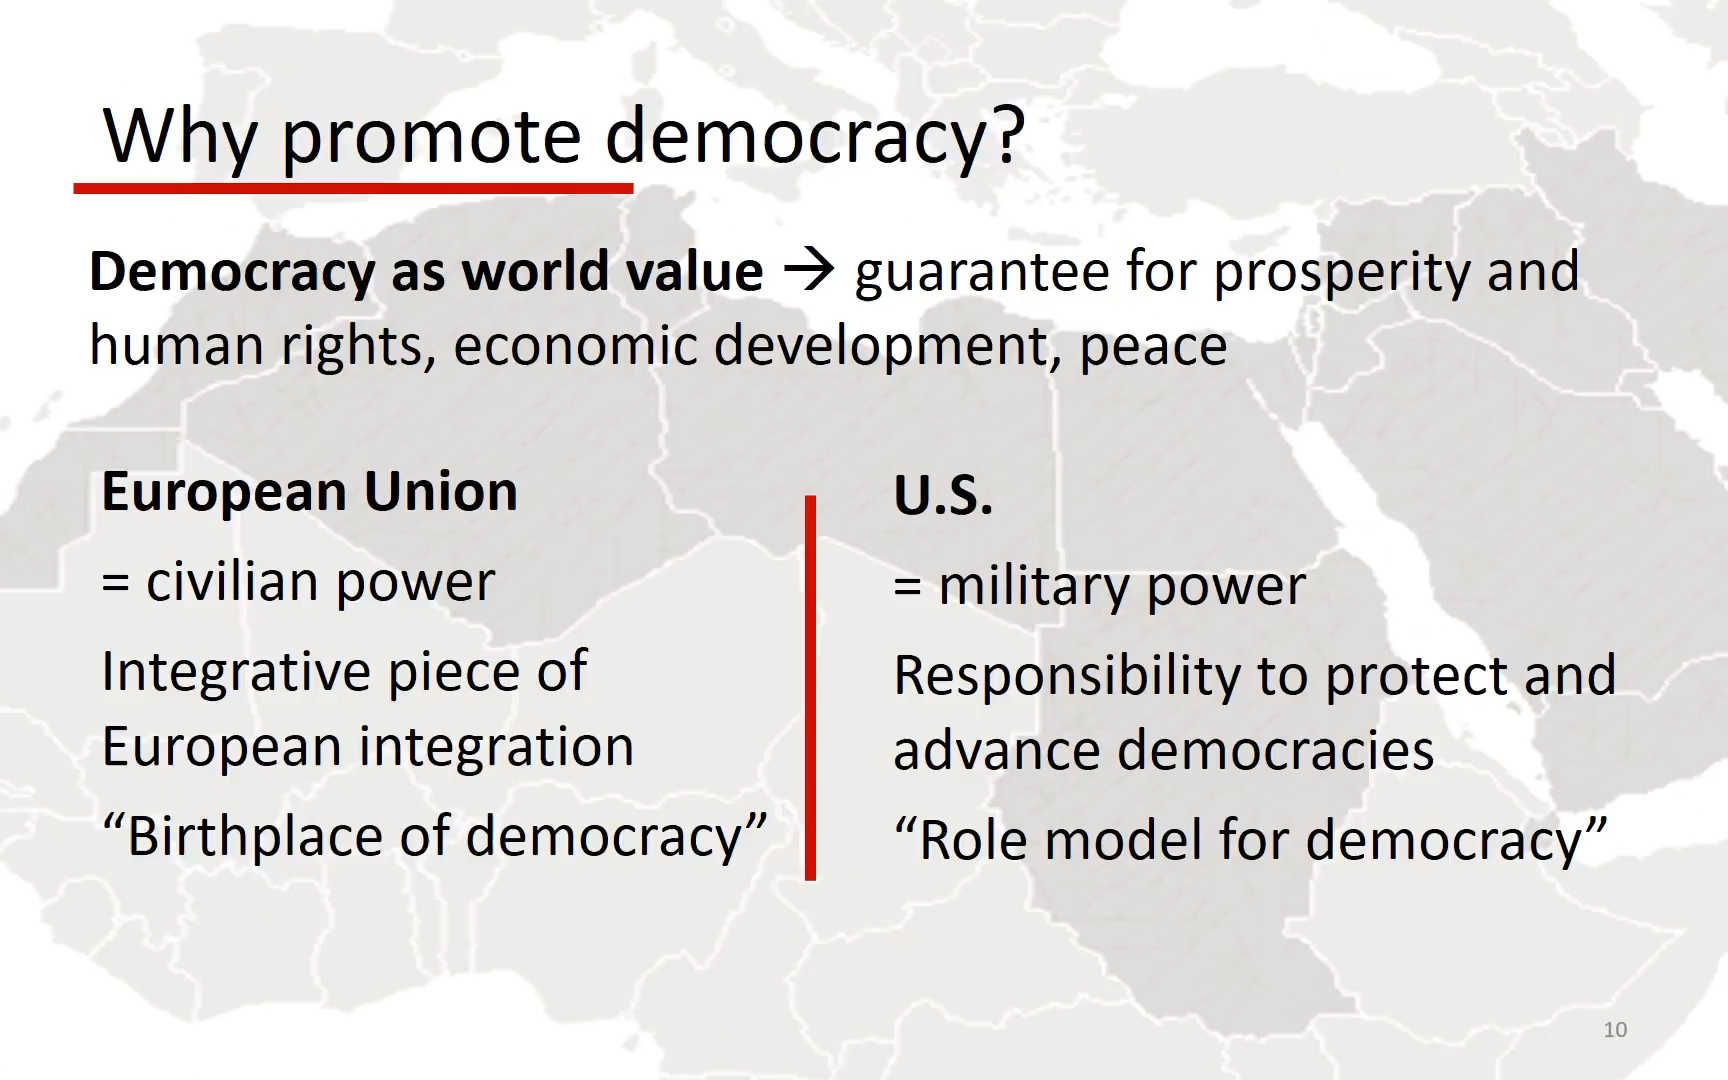 Why promote democracy?
Democracy as world value → guarantee for prosperity and
human rights, economic development, peace
European Union
= civilian power
Integrative piece of
European integration
“Birthplace of democracy”
U.S.
= military power
Responsibility to protect and
advance democracies
“Role model for democracy”
10